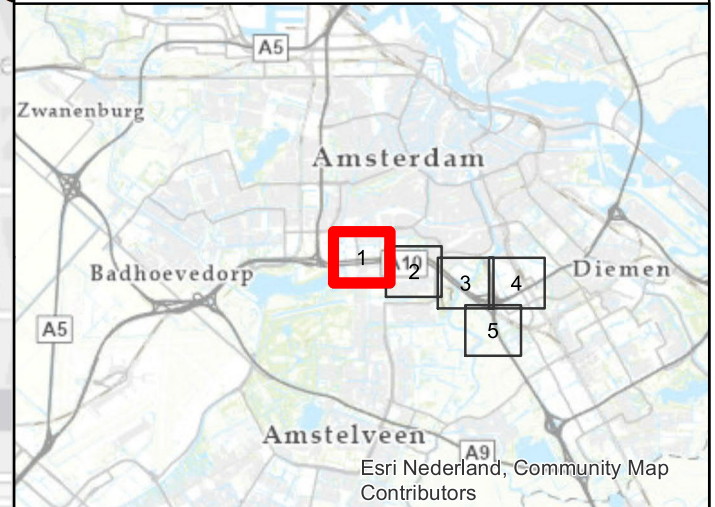 A5
Zwanenburg
Amsterdam
1
A10
2
Badhoevedorp
3
4
Diemen
A5
5
Amstelveen
A9
Esri Nederland, Community Map
Contributors